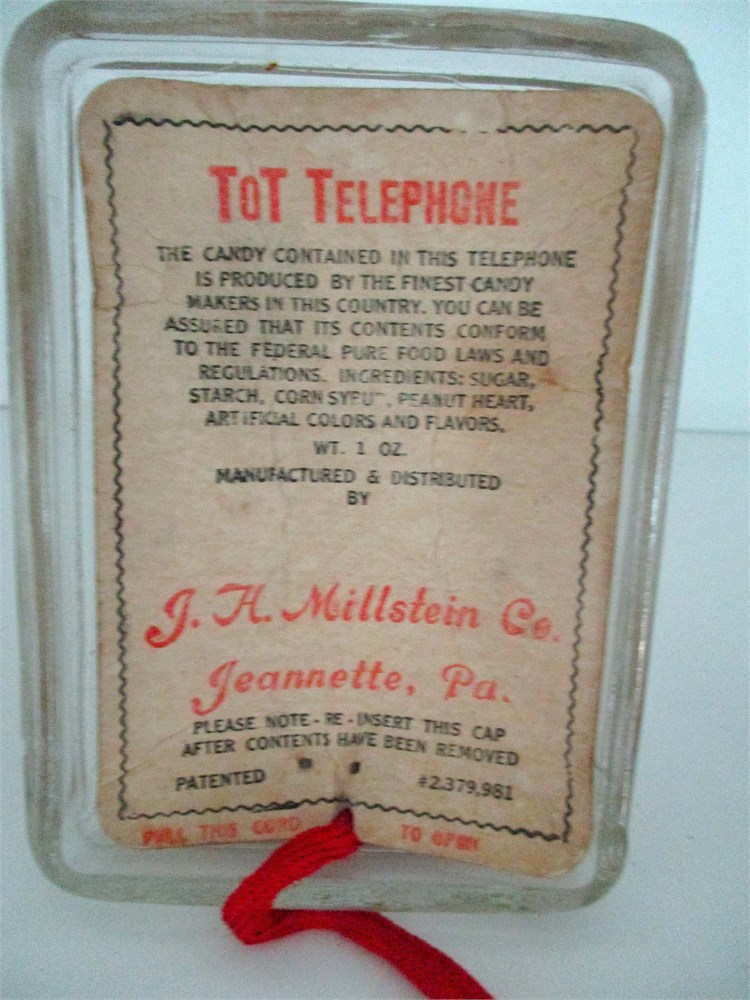 TOT TELEPHONE
THE CANDY CONTAINED IN THIS TELEPHONE
IS PRODUCED BY THE FINEST CANDY
MAKERS IN THIS COUNTRY. YOU CAN BE
ASSURED THAT ITS CONTENTS CONFORM
TO THE FEDERAL PURE FOOD LAWS AND
REGULATIONS. INGREDIENTS: SUGAR,
STARCH, CORN SYRUP, PEANUT HEART,
ARTIFICIAL COLORS AND FLAVORS.
WT. 1 OZ.
MANUFACTURED & DISTRIBUTED
BY
J. H. Millstein Co.
Jeannette, Pa.
PLEASE NOTE - RE - INSERT THIS CAP
AFTER CONTENTS HAVE BEEN REMOVED
PATENTED #2,379,981
PULL THIS CORD TO OPEN